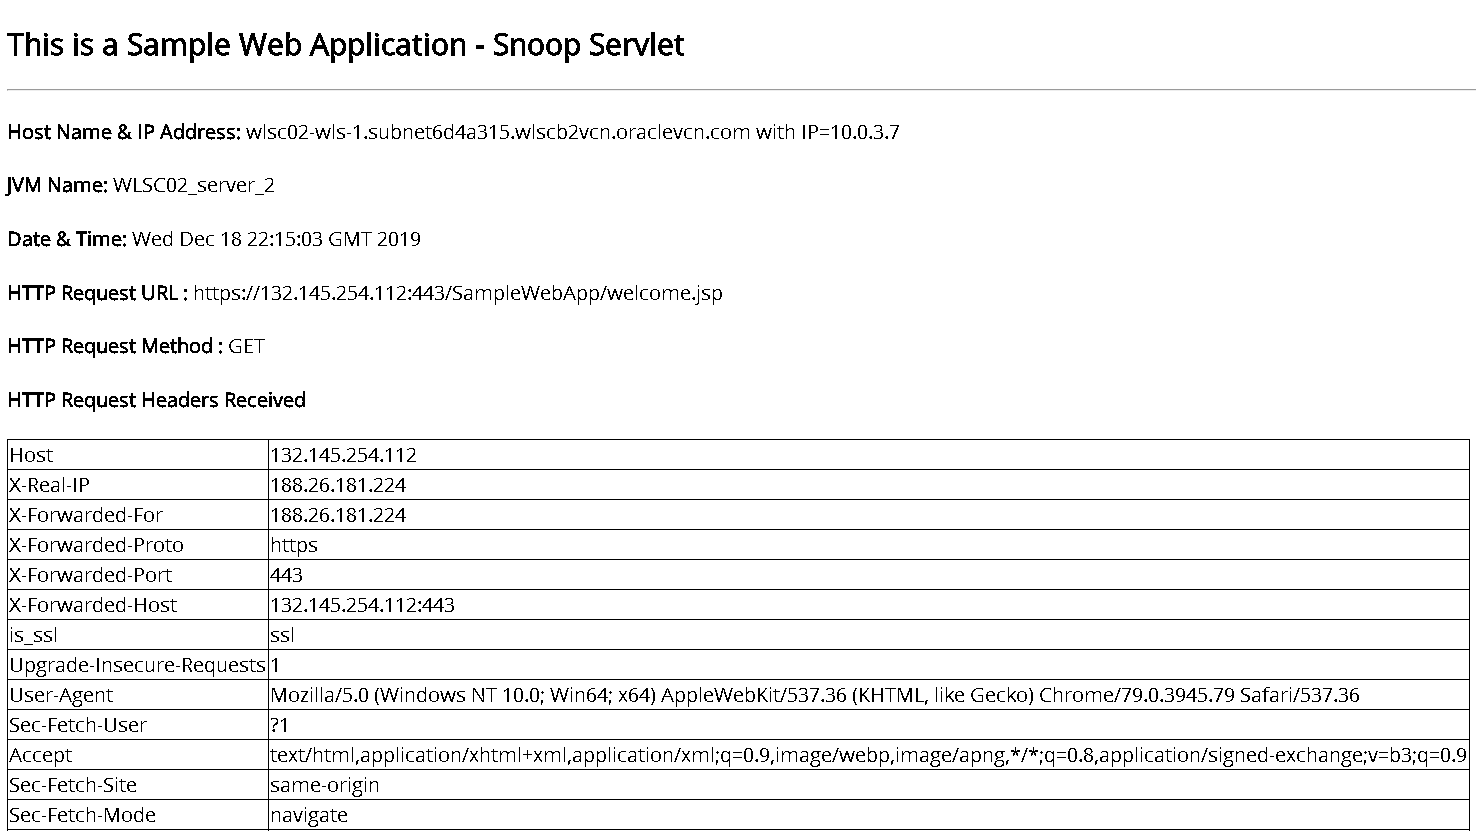 This is a Sample Web Application - Snoop Servlet
Host Name & IP Address: wlsc02-wls-1.subnet6d4a315.wlscb2vcn.oraclevcn.com with IP=10.0.3.7
JVM Name: WLSC02_server_2
Date & Time: Wed Dec 18 22:15:03 GMT 2019
HTTP Request URL : https://132.145.254.112:443/SampleWebApp/welcome.jsp
HTTP Request Method : GET
HTTP Request Headers Received
Host 132.145.254.112
X-Real-IP 188.26.181.224
X-Forwarded-For 188.26.181.224
X-Forwarded-Proto https
X-Forwarded-Port 443
X-Forwarded-Host 132.145.254.112:443
is_ssl ssl
Upgrade-Insecure-Requests 1
User-Agent Mozilla/5.0 (Windows NT 10.0; Win64; x64) AppleWebKit/537.36 (KHTML, like Gecko) Chrome/79.0.3945.79 Safari/537.36
Sec-Fetch-User ?1
Accept text/html,application/xhtml+xml,application/xml;q=0.9,image/webp,image/apng,*/*;q=0.8,application/signed-exchange;v=b3;q=0.9
Sec-Fetch-Site same-origin
Sec-Fetch-Mode navigate